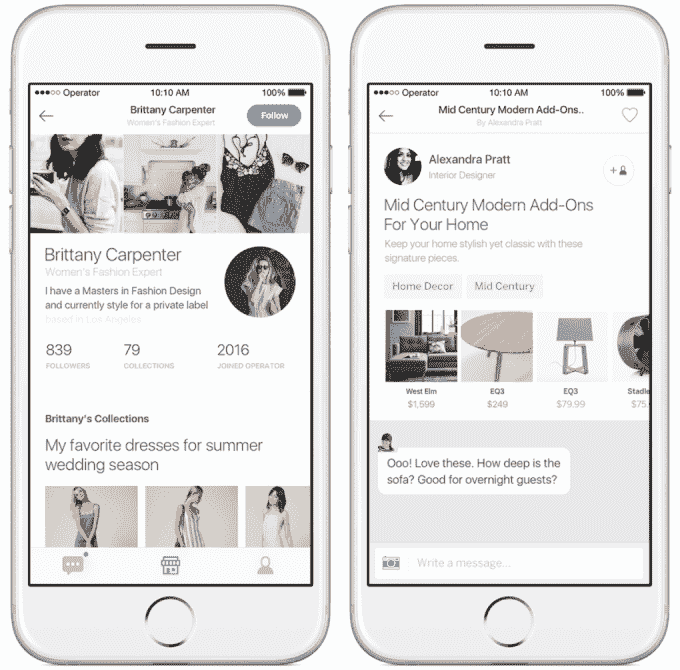 Operator
10:10 AM
100%
Brittany Carpenter
Women's Fashion Expert
Follow
Brittany Carpenter
Women's Fashion Expert
I have a Masters in Fashion Design
and currently style for a private label
based in Los Angeles
839
79
2016
FOLLOWERS
COLLECTIONS
JOINED OPERATOR
Brittany's Collections
My favorite dresses for summer
wedding season
Operator
10:10 AM
100%
Mid Century Modern Add-Ons..
By Alexandra Pratt
Alexandra Pratt
Interior Designer
Mid Century Modern Add-Ons
For Your Home
Keep your home stylish yet classic with these
signature pieces.
Home Decor
Mid Century
West Elm
EQ3
EQ3
Stadle
$1,599
$249
$79.99
$75.
Ooo! Love these. How deep is the
sofa? Good for overnight guests?
Write a message...